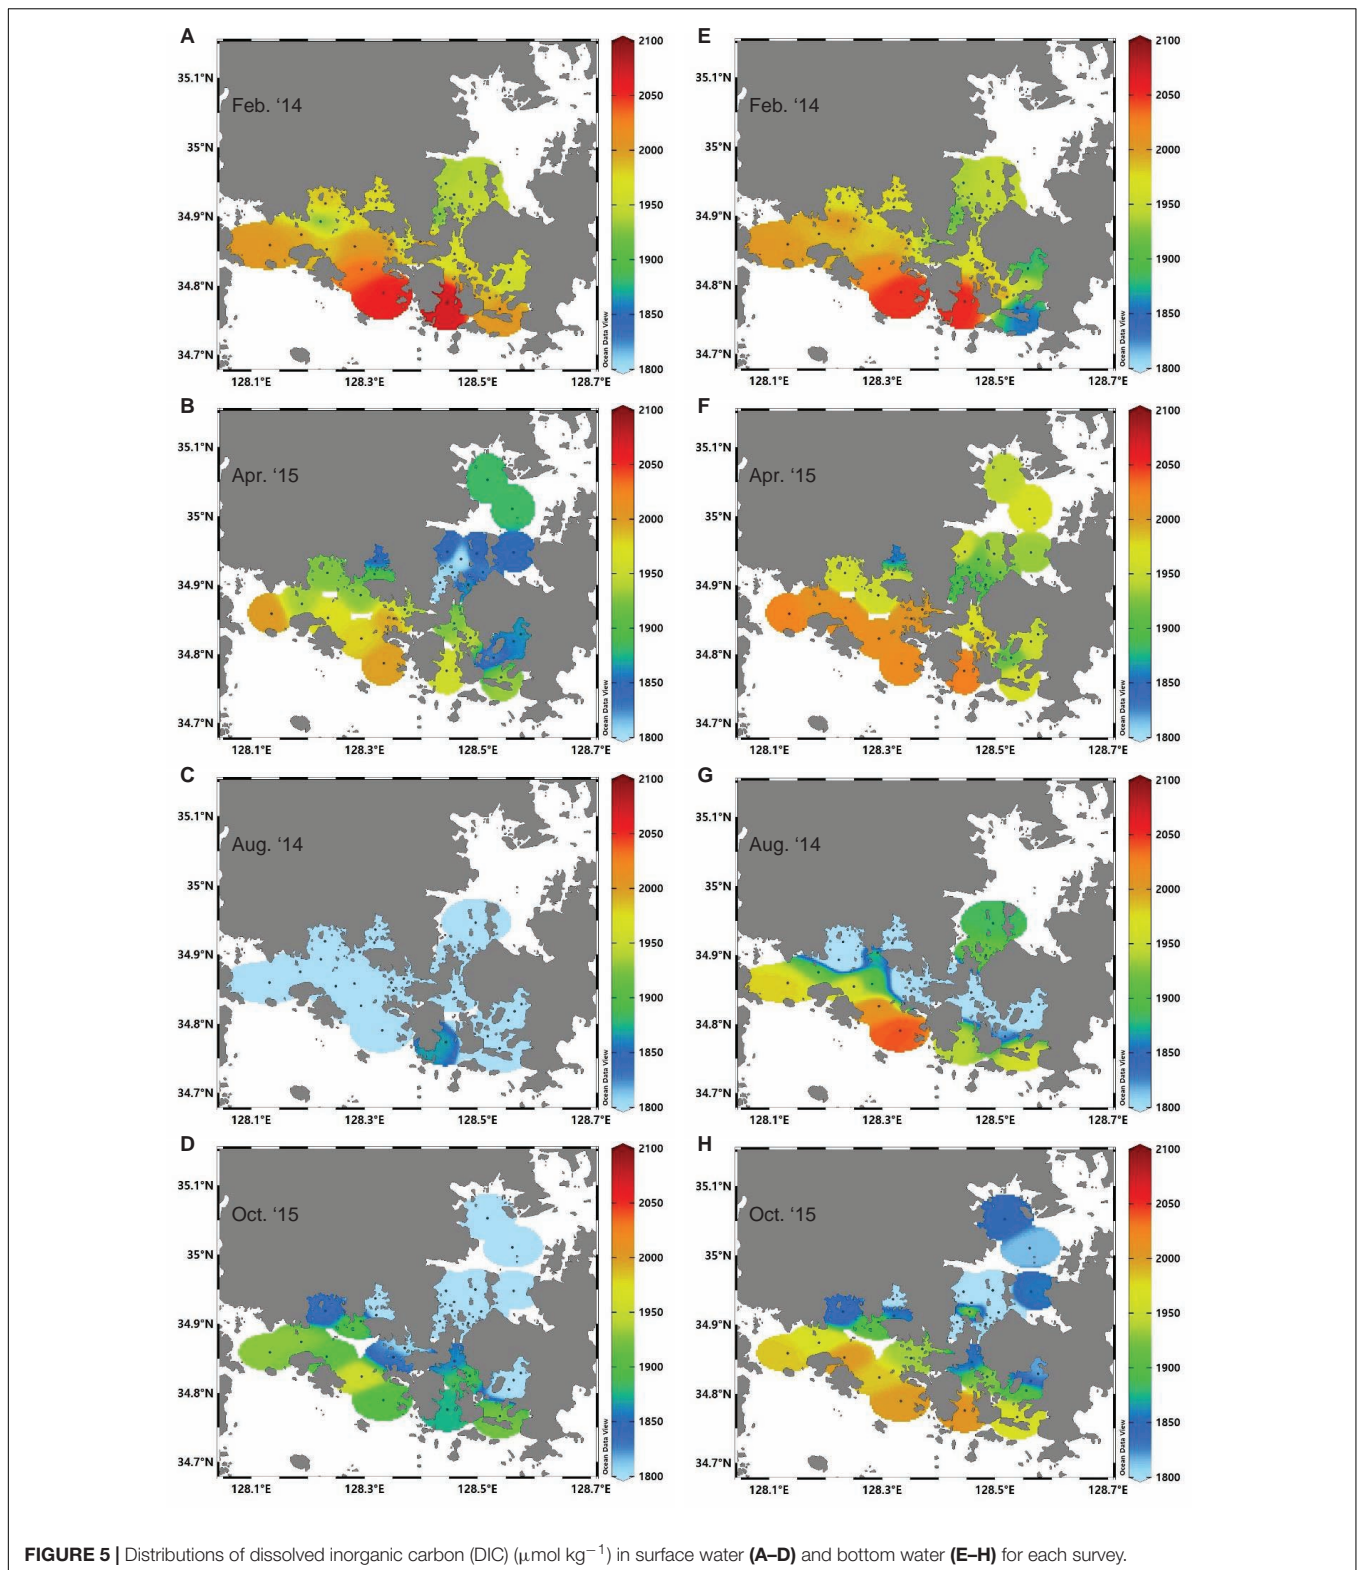 A
Feb. ‘14
35.1°N
35°N
34.9°N
34.8°N
34.7°N
128.1°E 128.3°E 128.5°E 128.7°E
2100
2050
2000
1950
1900
1850
1800
Ocean Data View
E
Feb. ‘14
35.1°N
35°N
34.9°N
34.8°N
34.7°N
128.1°E 128.3°E 128.5°E 128.7°E
2100
2050
2000
1950
1900
1850
1800
Ocean Data View
B
Apr. ‘15
35.1°N
35°N
34.9°N
34.8°N
34.7°N
128.1°E 128.3°E 128.5°E 128.7°E
2100
2050
2000
1950
1900
1850
1800
Ocean Data View
F
Apr. ‘15
35.1°N
35°N
34.9°N
34.8°N
34.7°N
128.1°E 128.3°E 128.5°E 128.7°E
2100
2050
2000
1950
1900
1850
1800
Ocean Data View
C
Aug. ‘14
35.1°N
35°N
34.9°N
34.8°N
34.7°N
128.1°E 128.3°E 128.5°E 128.7°E
2100
2050
2000
1950
1900
1850
1800
Ocean Data View
G
Aug. ‘14
35.1°N
35°N
34.9°N
34.8°N
34.7°N
128.1°E 128.3°E 128.5°E 128.7°E
2100
2050
2000
1950
1900
1850
1800
Ocean Data View
D
Oct. ‘15
35.1°N
35°N
34.9°N
34.8°N
34.7°N
128.1°E 128.3°E 128.5°E 128.7°E
2100
2050
2000
1950
1900
1850
1800
Ocean Data View
H
Oct. ‘15
35.1°N
35°N
34.9°N
34.8°N
34.7°N
128.1°E 128.3°E 128.5°E 128.7°E
2100
2050
2000
1950
1900
1850
1800
Ocean Data View
FIGURE 5 | Distributions of dissolved inorganic carbon (DIC) (μmol kg⁻¹) in surface water (A–D) and bottom water (E–H) for each survey.